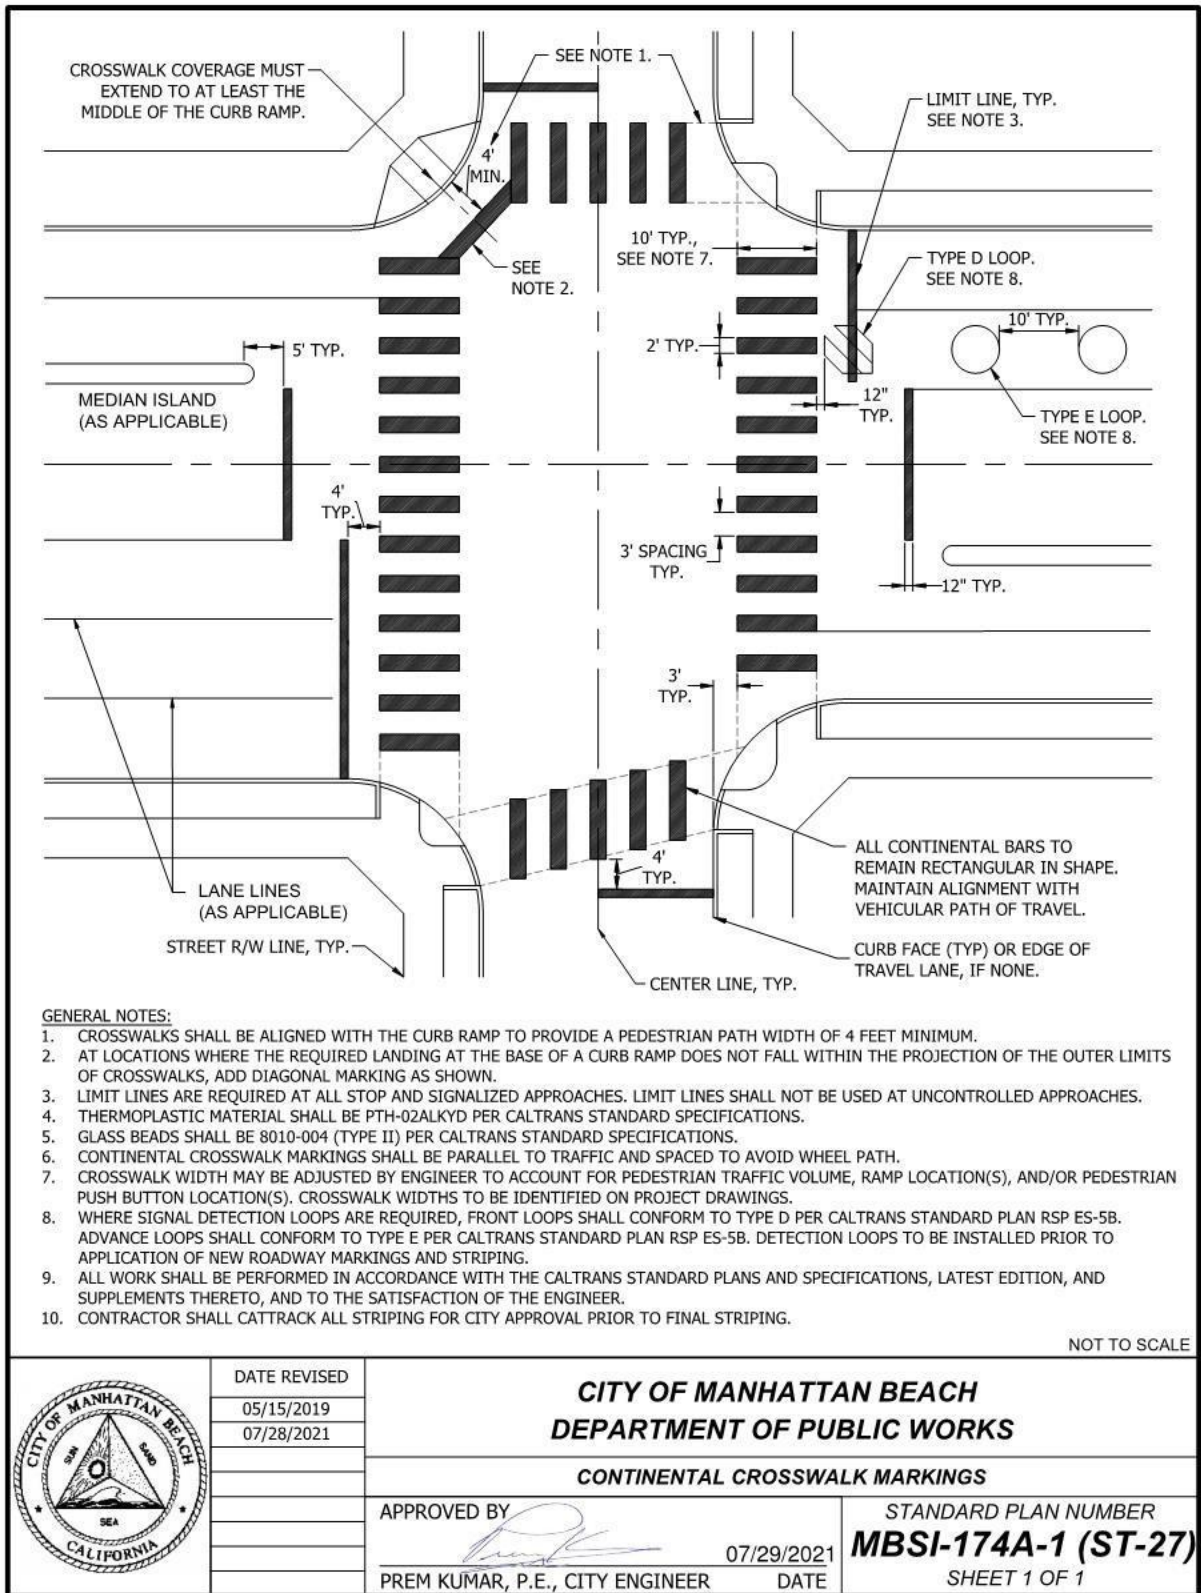 SEE NOTE 1.
CROSSWALK COVERAGE MUST
EXTEND TO AT LEAST THE
MIDDLE OF THE CURB RAMP.
LIMIT LINE, TYP.
SEE NOTE 3.
4'
MIN.
10' TYP.,
SEE NOTE 7.
SEE
NOTE 2.
TYPE D LOOP.
SEE NOTE 8.
10' TYP.
5' TYP.
2' TYP.
MEDIAN ISLAND
(AS APPLICABLE)
12"
TYP.
TYPE E LOOP.
SEE NOTE 8.
4'
TYP.
3' SPACING
TYP.
12" TYP.
3'
TYP.
4'
TYP.
ALL CONTINENTAL BARS TO
REMAIN RECTANGULAR IN SHAPE.
MAINTAIN ALIGNMENT WITH
VEHICULAR PATH OF TRAVEL.
LANE LINES
(AS APPLICABLE)
STREET R/W LINE, TYP.
CURB FACE (TYP) OR EDGE OF
TRAVEL LANE, IF NONE.
CENTER LINE, TYP.
GENERAL NOTES:
1. CROSSWALKS SHALL BE ALIGNED WITH THE CURB RAMP TO PROVIDE A PEDESTRIAN PATH WIDTH OF 4 FEET MINIMUM.
2. AT LOCATIONS WHERE THE REQUIRED LANDING AT THE BASE OF A CURB RAMP DOES NOT FALL WITHIN THE PROJECTION OF THE OUTER LIMITS
OF CROSSWALKS, ADD DIAGONAL MARKING AS SHOWN.
3. LIMIT LINES ARE REQUIRED AT ALL STOP AND SIGNALIZED APPROACHES. LIMIT LINES SHALL NOT BE USED AT UNCONTROLLED APPROACHES.
4. THERMOPLASTIC MATERIAL SHALL BE PTH-02ALKYD PER CALTRANS STANDARD SPECIFICATIONS.
5. GLASS BEADS SHALL BE 8010-004 (TYPE II) PER CALTRANS STANDARD SPECIFICATIONS.
6. CONTINENTAL CROSSWALK MARKINGS SHALL BE PARALLEL TO TRAFFIC AND SPACED TO AVOID WHEEL PATH.
7. CROSSWALK WIDTH MAY BE ADJUSTED BY ENGINEER TO ACCOUNT FOR PEDESTRIAN TRAFFIC VOLUME, RAMP LOCATION(S), AND/OR PEDESTRIAN
PUSH BUTTON LOCATION(S). CROSSWALK WIDTHS TO BE IDENTIFIED ON PROJECT DRAWINGS.
8. WHERE SIGNAL DETECTION LOOPS ARE REQUIRED, FRONT LOOPS SHALL CONFORM TO TYPE D PER CALTRANS STANDARD PLAN RSP ES-5B.
ADVANCE LOOPS SHALL CONFORM TO TYPE E PER CALTRANS STANDARD PLAN RSP ES-5B. DETECTION LOOPS TO BE INSTALLED PRIOR TO
APPLICATION OF NEW ROADWAY MARKINGS AND STRIPING.
9. ALL WORK SHALL BE PERFORMED IN ACCORDANCE WITH THE CALTRANS STANDARD PLANS AND SPECIFICATIONS, LATEST EDITION, AND
SUPPLEMENTS THERETO, AND TO THE SATISFACTION OF THE ENGINEER.
10. CONTRACTOR SHALL CATTRACK ALL STRIPING FOR CITY APPROVAL PRIOR TO FINAL STRIPING.
NOT TO SCALE
CITY OF MANHATTAN BEACH
SUN
SAND
SEA
CALIFORNIA
DATE REVISED
05/15/2019
07/28/2021
CITY OF MANHATTAN BEACH
DEPARTMENT OF PUBLIC WORKS
CONTINENTAL CROSSWALK MARKINGS
APPROVED BY
07/29/2021
PREM KUMAR, P.E., CITY ENGINEER DATE
STANDARD PLAN NUMBER
MBSI-174A-1 (ST-27)
SHEET 1 OF 1